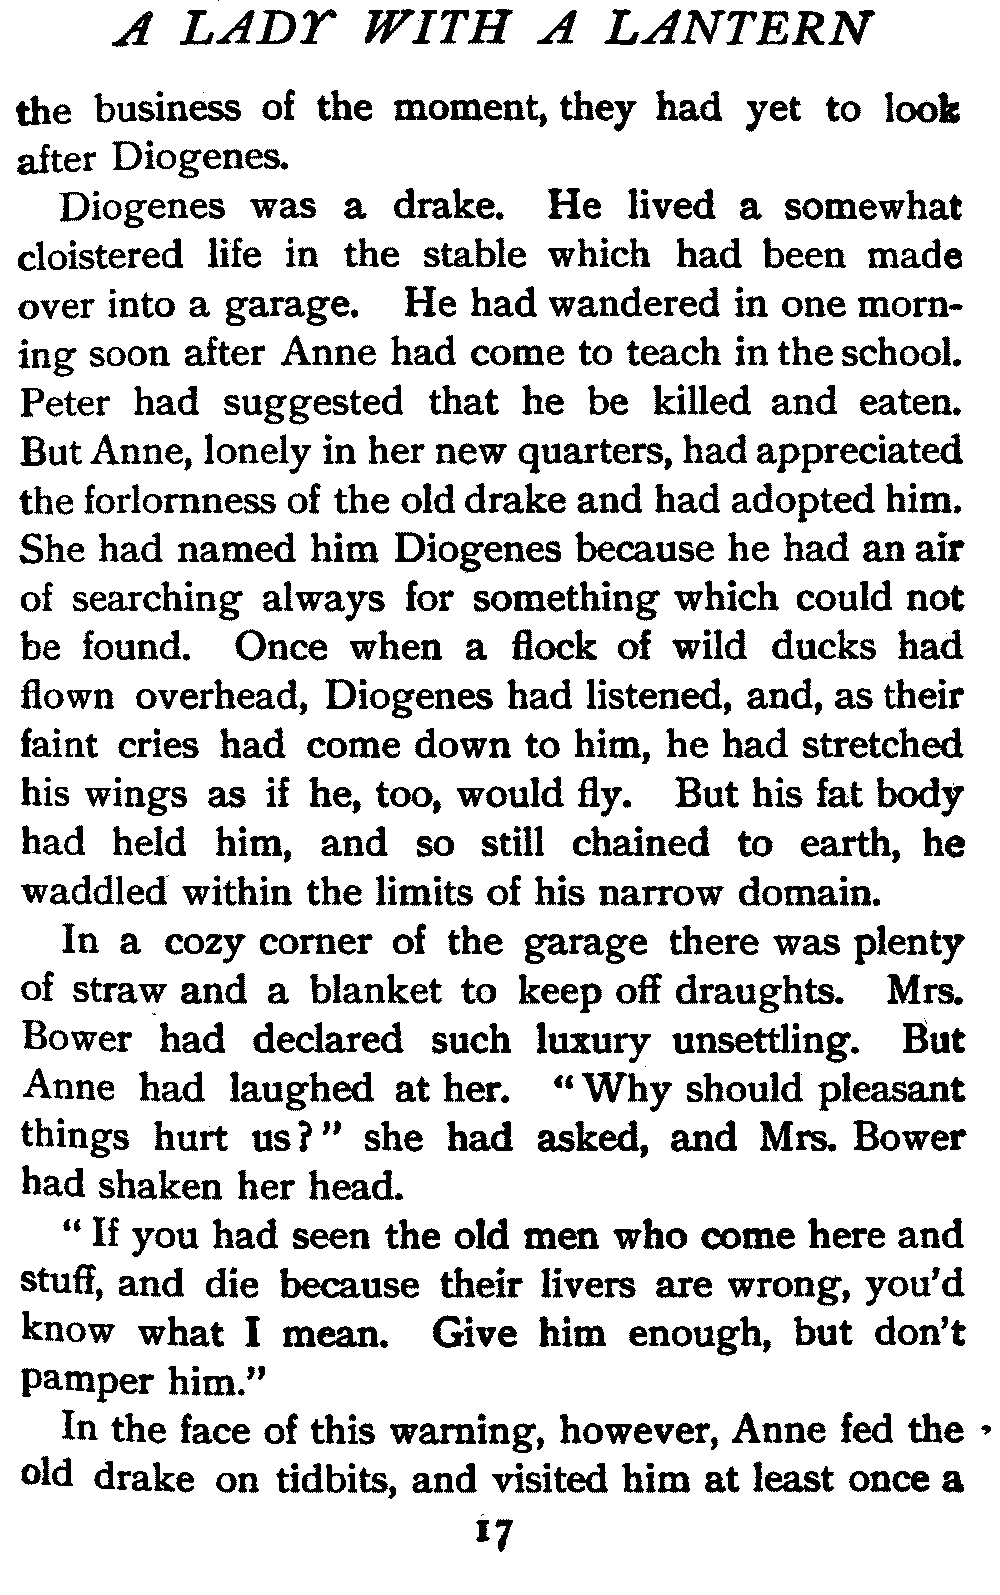 A LADY WITH A LANTERN
the business of the moment, they had yet to look
after Diogenes.
Diogenes was a drake. He lived a somewhat
cloistered life in the stable which had been made
over into a garage. He had wandered in one morn-
ing soon after Anne had come to teach in the school.
Peter had suggested that he be killed and eaten.
But Anne, lonely in her new quarters, had appreciated
the forlornness of the old drake and had adopted him.
She had named him Diogenes because he had an air
of searching always for something which could not
be found. Once when a flock of wild ducks had
flown overhead, Diogenes had listened, and, as their
faint cries had come down to him, he had stretched
his wings as if he, too, would fly. But his fat body
had held him, and so still chained to earth, he
waddled within the limits of his narrow domain.
In a cozy corner of the garage there was plenty
of straw and a blanket to keep off draughts. Mrs.
Bower had declared such luxury unsettling. But
Anne had laughed at her. "Why should pleasant
things hurt us?" she had asked, and Mrs. Bower
had shaken her head.
"If you had seen the old men who come here and
stuff, and die because their livers are wrong, you'd
know what I mean. Give him enough, but don't
pamper him."
In the face of this warning, however, Anne fed the
old drake on tidbits, and visited him at least once a
17